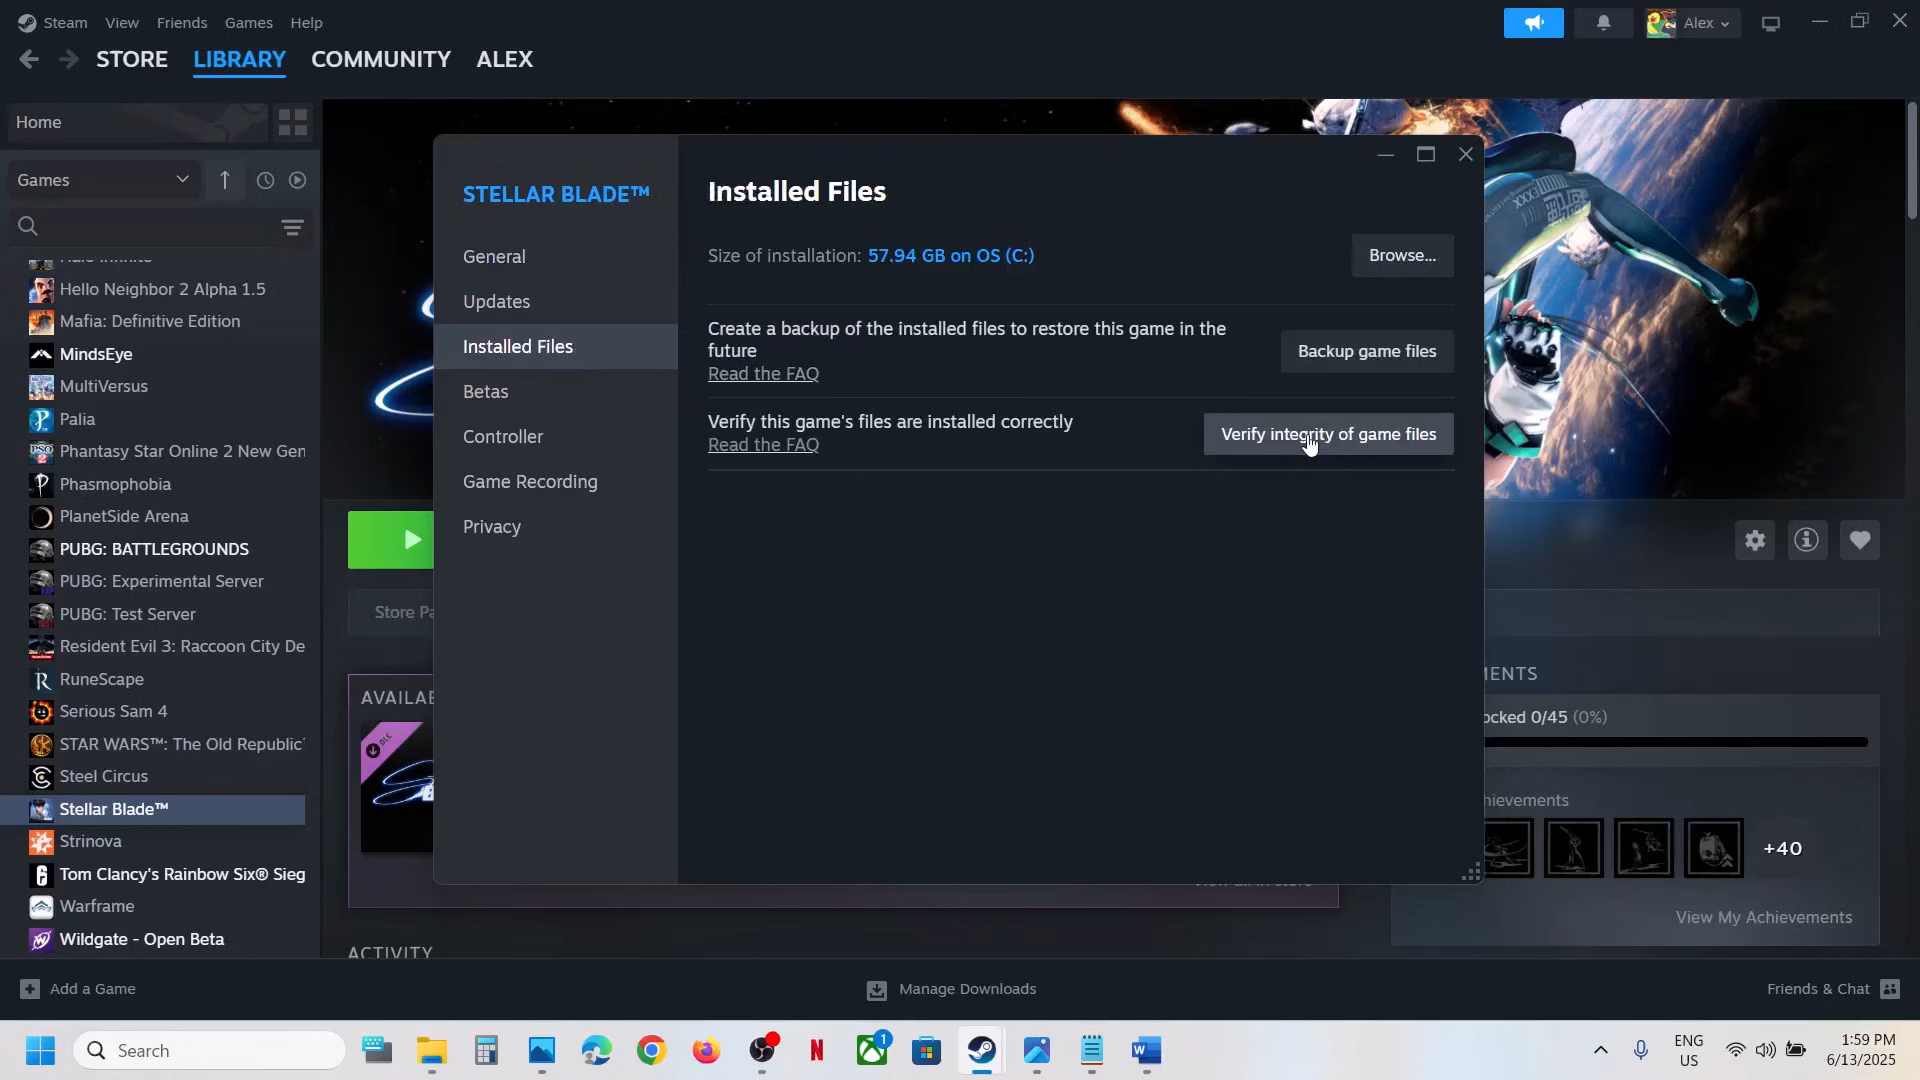 Steam View Friends Games Help
Alex
STORE LIBRARY COMMUNITY ALEX
Home
Games
Hello Neighbor 2 Alpha 1.5
Mafia: Definitive Edition
MindsEye
MultiVersus
Palia
Phantasy Star Online 2 New Gen
Phasmophobia
PlanetSide Arena
PUBG: BATTLEGROUNDS
PUBG: Experimental Server
PUBG: Test Server
Resident Evil 3: Raccoon City De
RuneScape
Serious Sam 4
STAR WARS™: The Old Republic™
Steel Circus
Stellar Blade™
Strinova
Tom Clancy's Rainbow Six® Sieg
Warframe
Wildgate - Open Beta
STELLAR BLADE™
General
Updates
Installed Files
Betas
Controller
Game Recording
Privacy
Installed Files
Size of installation: 57.94 GB on OS (C:)
Browse...
Create a backup of the installed files to restore this game in the
future
Read the FAQ
Backup game files
Verify this game's files are installed correctly
Read the FAQ
Verify integrity of game files
Store Pa
AVAILAB
DLC
MENTS
ocked 0/45 (0%)
hievements
+40
View My Achievements
ACTIVITY
Add a Game
Manage Downloads
Friends & Chat
Search
1
ENG
US
1:59 PM
6/13/2025